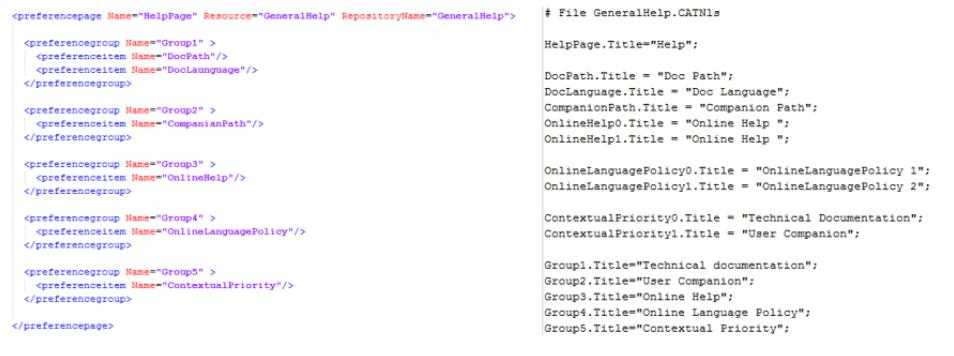 <preferencepage Name="HelpPage" Resource="GeneralHelp" RepositoryName="GeneralHelp">
<preferencegroup Name="Group1" >
<preferenceitem Name="DocPath"/>
<preferenceitem Name="DocLaunguage"/>
</preferencegroup>
<preferencegroup Name="Group2" >
<preferenceitem Name="CompanianPath"/>
</preferencegroup>
<preferencegroup Name="Group3" >
<preferenceitem Name="OnlineHelp"/>
</preferencegroup>
<preferencegroup Name="Group4" >
<preferenceitem Name="OnlineLanguagePolicy"/>
</preferencegroup>
<preferencegroup Name="Group5" >
<preferenceitem Name="ContextualPriority"/>
</preferencegroup>
</preferencepage>
# File GeneralHelp.CATNls
HelpPage.Title="Help";
DocPath.Title = "Doc Path";
DocLanguage.Title = "Doc Language";
CompanionPath.Title = "Companion Path";
OnlineHelp0.Title = "Online Help ";
OnlineHelp1.Title = "Online Help ";
OnlineLanguagePolicy0.Title = "OnlineLanguagePolicy 1";
OnlineLanguagePolicy1.Title = "OnlineLanguagePolicy 2";
ContextualPriority0.Title = "Technical Documentation";
ContextualPriority1.Title = "User Companion";
Group1.Title="Technical documentation";
Group2.Title="User Companion";
Group3.Title="Online Help";
Group4.Title="Online Language Policy";
Group5.Title="Contextual Priority";